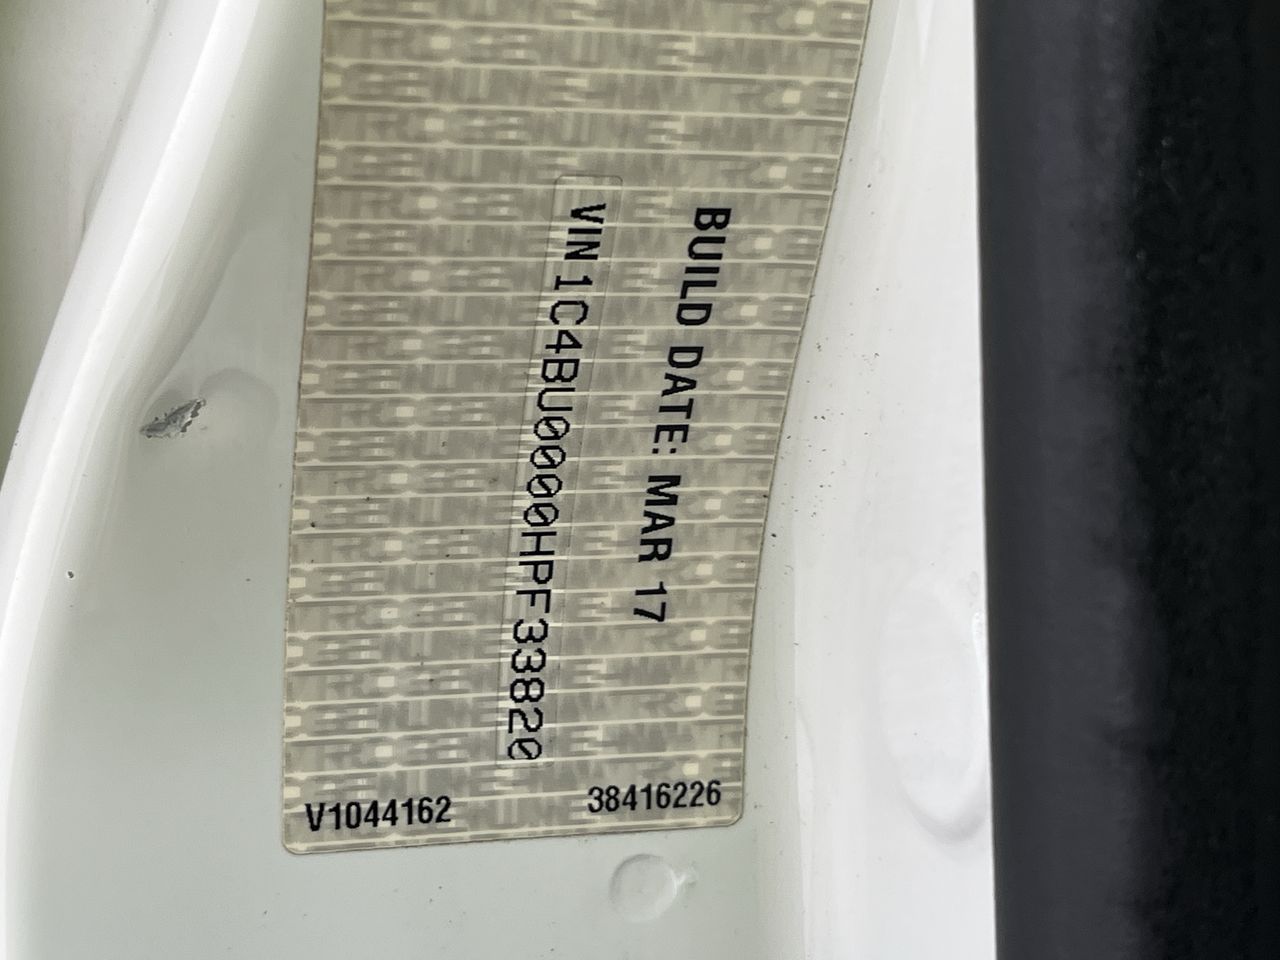 BUILD DATE: MAR 17
VIN 1C4BU0000HPF33820
V1044162
38416226